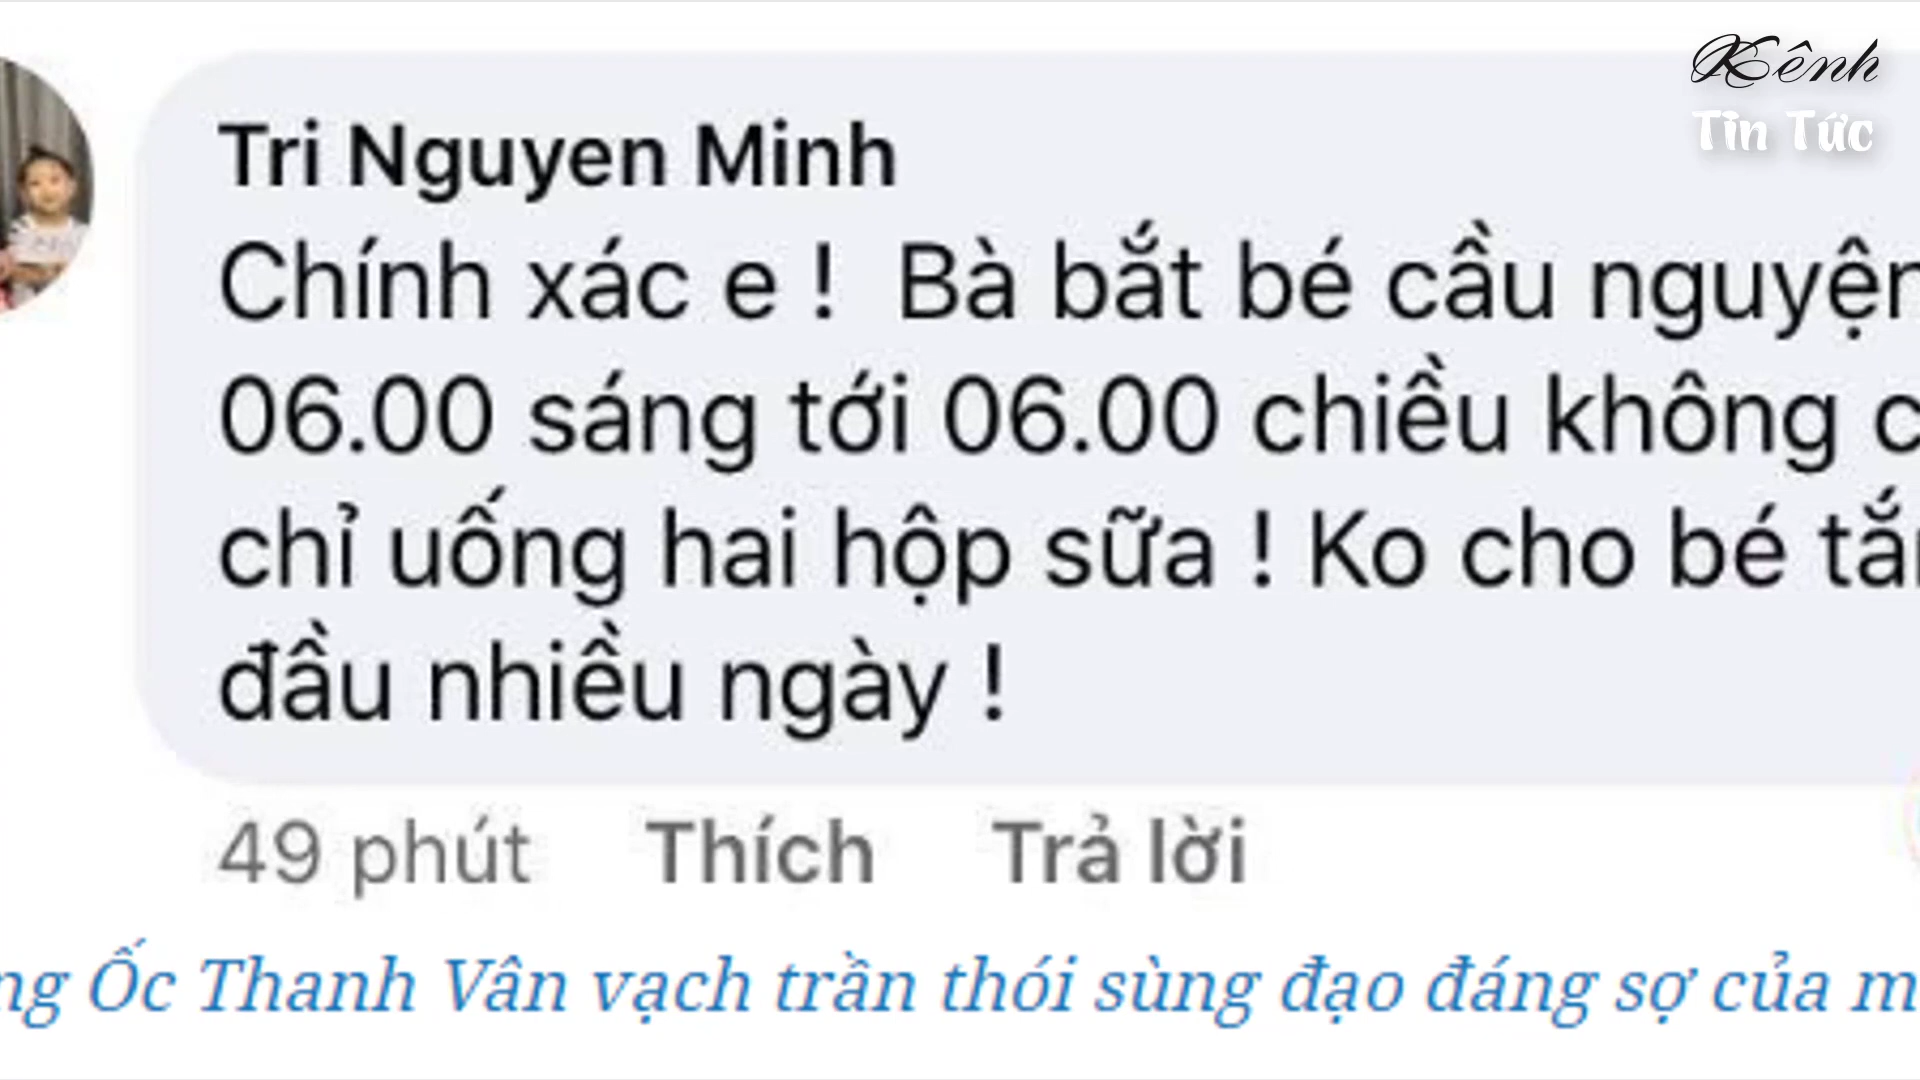 Kênh
Tin Tức
Tri Nguyen Minh
Chính xác e ! Bà bắt bé cầu nguyện
06.00 sáng tới 06.00 chiều không
chỉ uống hai hộp sữa ! Ko cho bé
đầu nhiều ngày !
49 phút Thích Trả lời
Ốc Thanh Vân vạch trần thói sùng đạo đáng sợ của